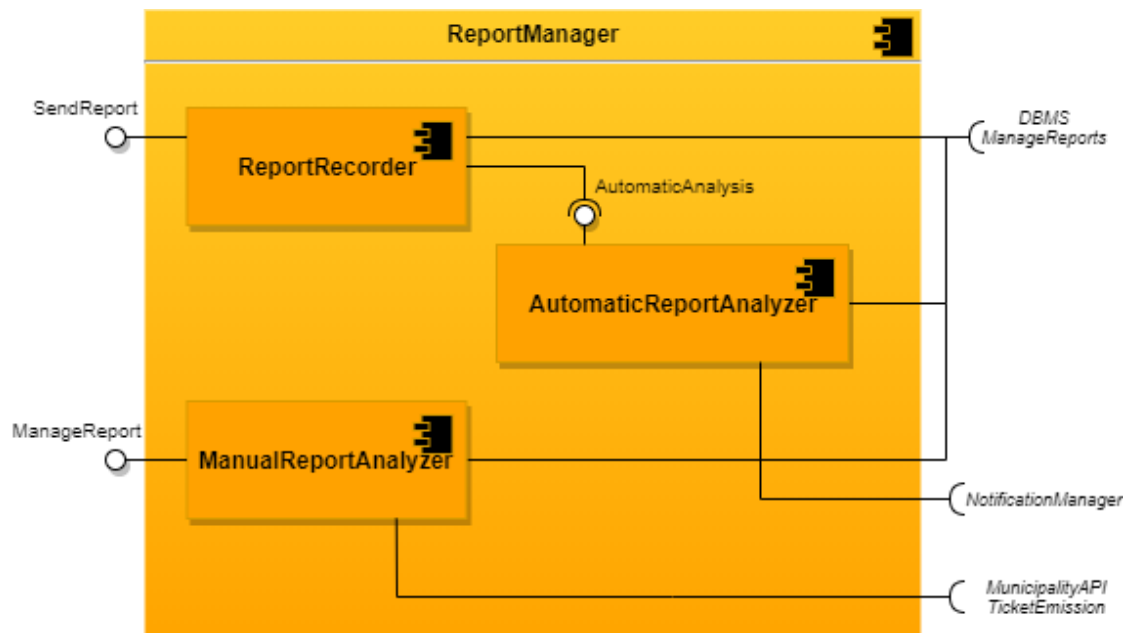 ReportManager
SendReport
DBMS
ManageReports
ReportRecorder
AutomaticAnalysis
AutomaticReportAnalyzer
ManageReport
ManualReportAnalyzer
NotificationManager
MunicipalityAPI
TicketEmission